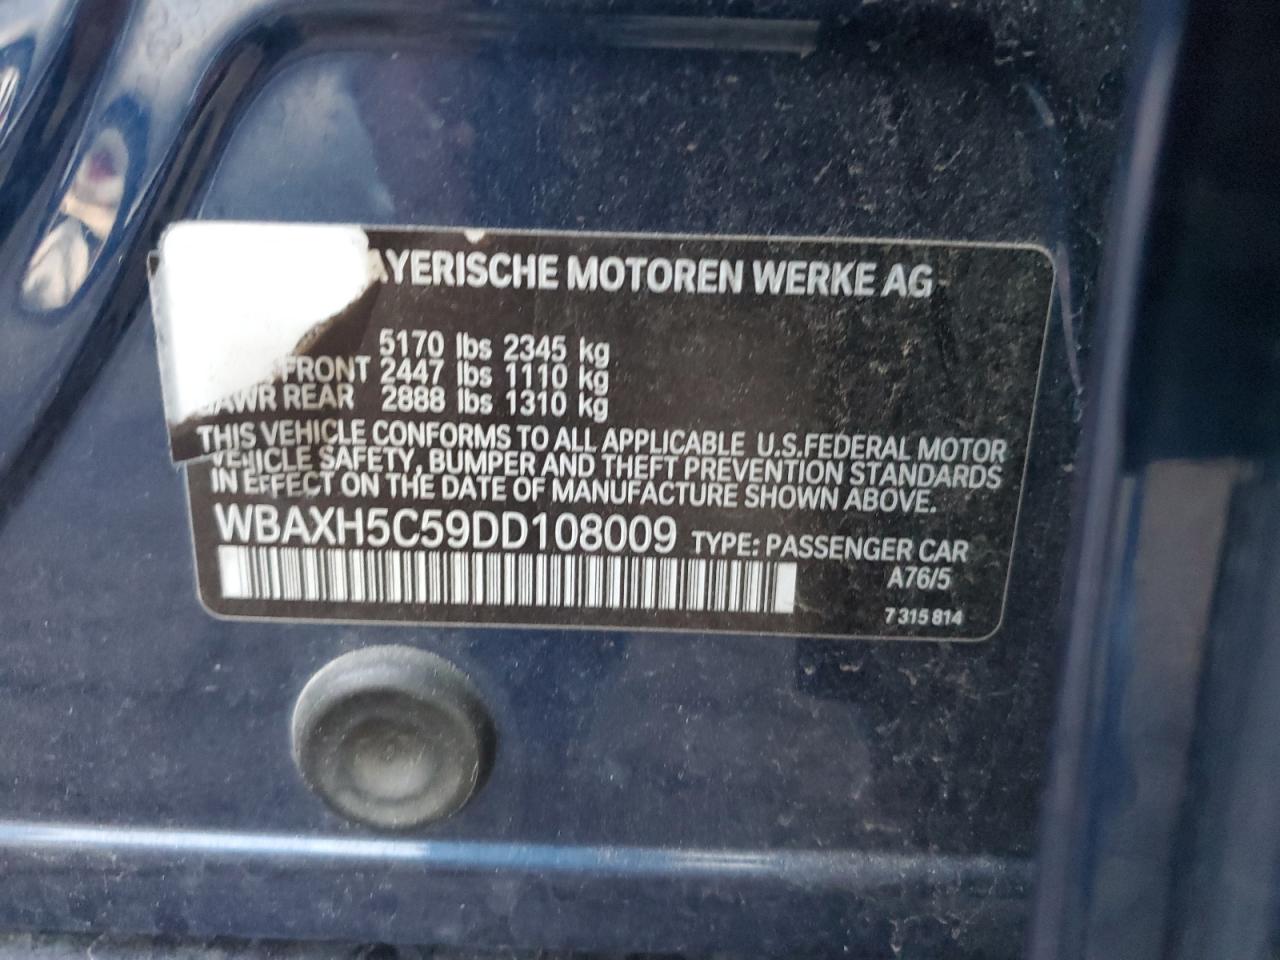 YERISCHE MOTOREN WERKE AG
5170 lbs 2345 kg
FRONT 2447 lbs 1110 kg
GAWR REAR 2888 lbs 1310 kg
THIS VEHICLE CONFORMS TO ALL APPLICABLE U.S.FEDERAL MOTOR
VEHICLE SAFETY, BUMPER AND THEFT PREVENTION STANDARDS
IN EFFECT ON THE DATE OF MANUFACTURE SHOWN ABOVE.
WBAXH5C59DD108009 TYPE: PASSENGER CAR
A76/5
7 315 814